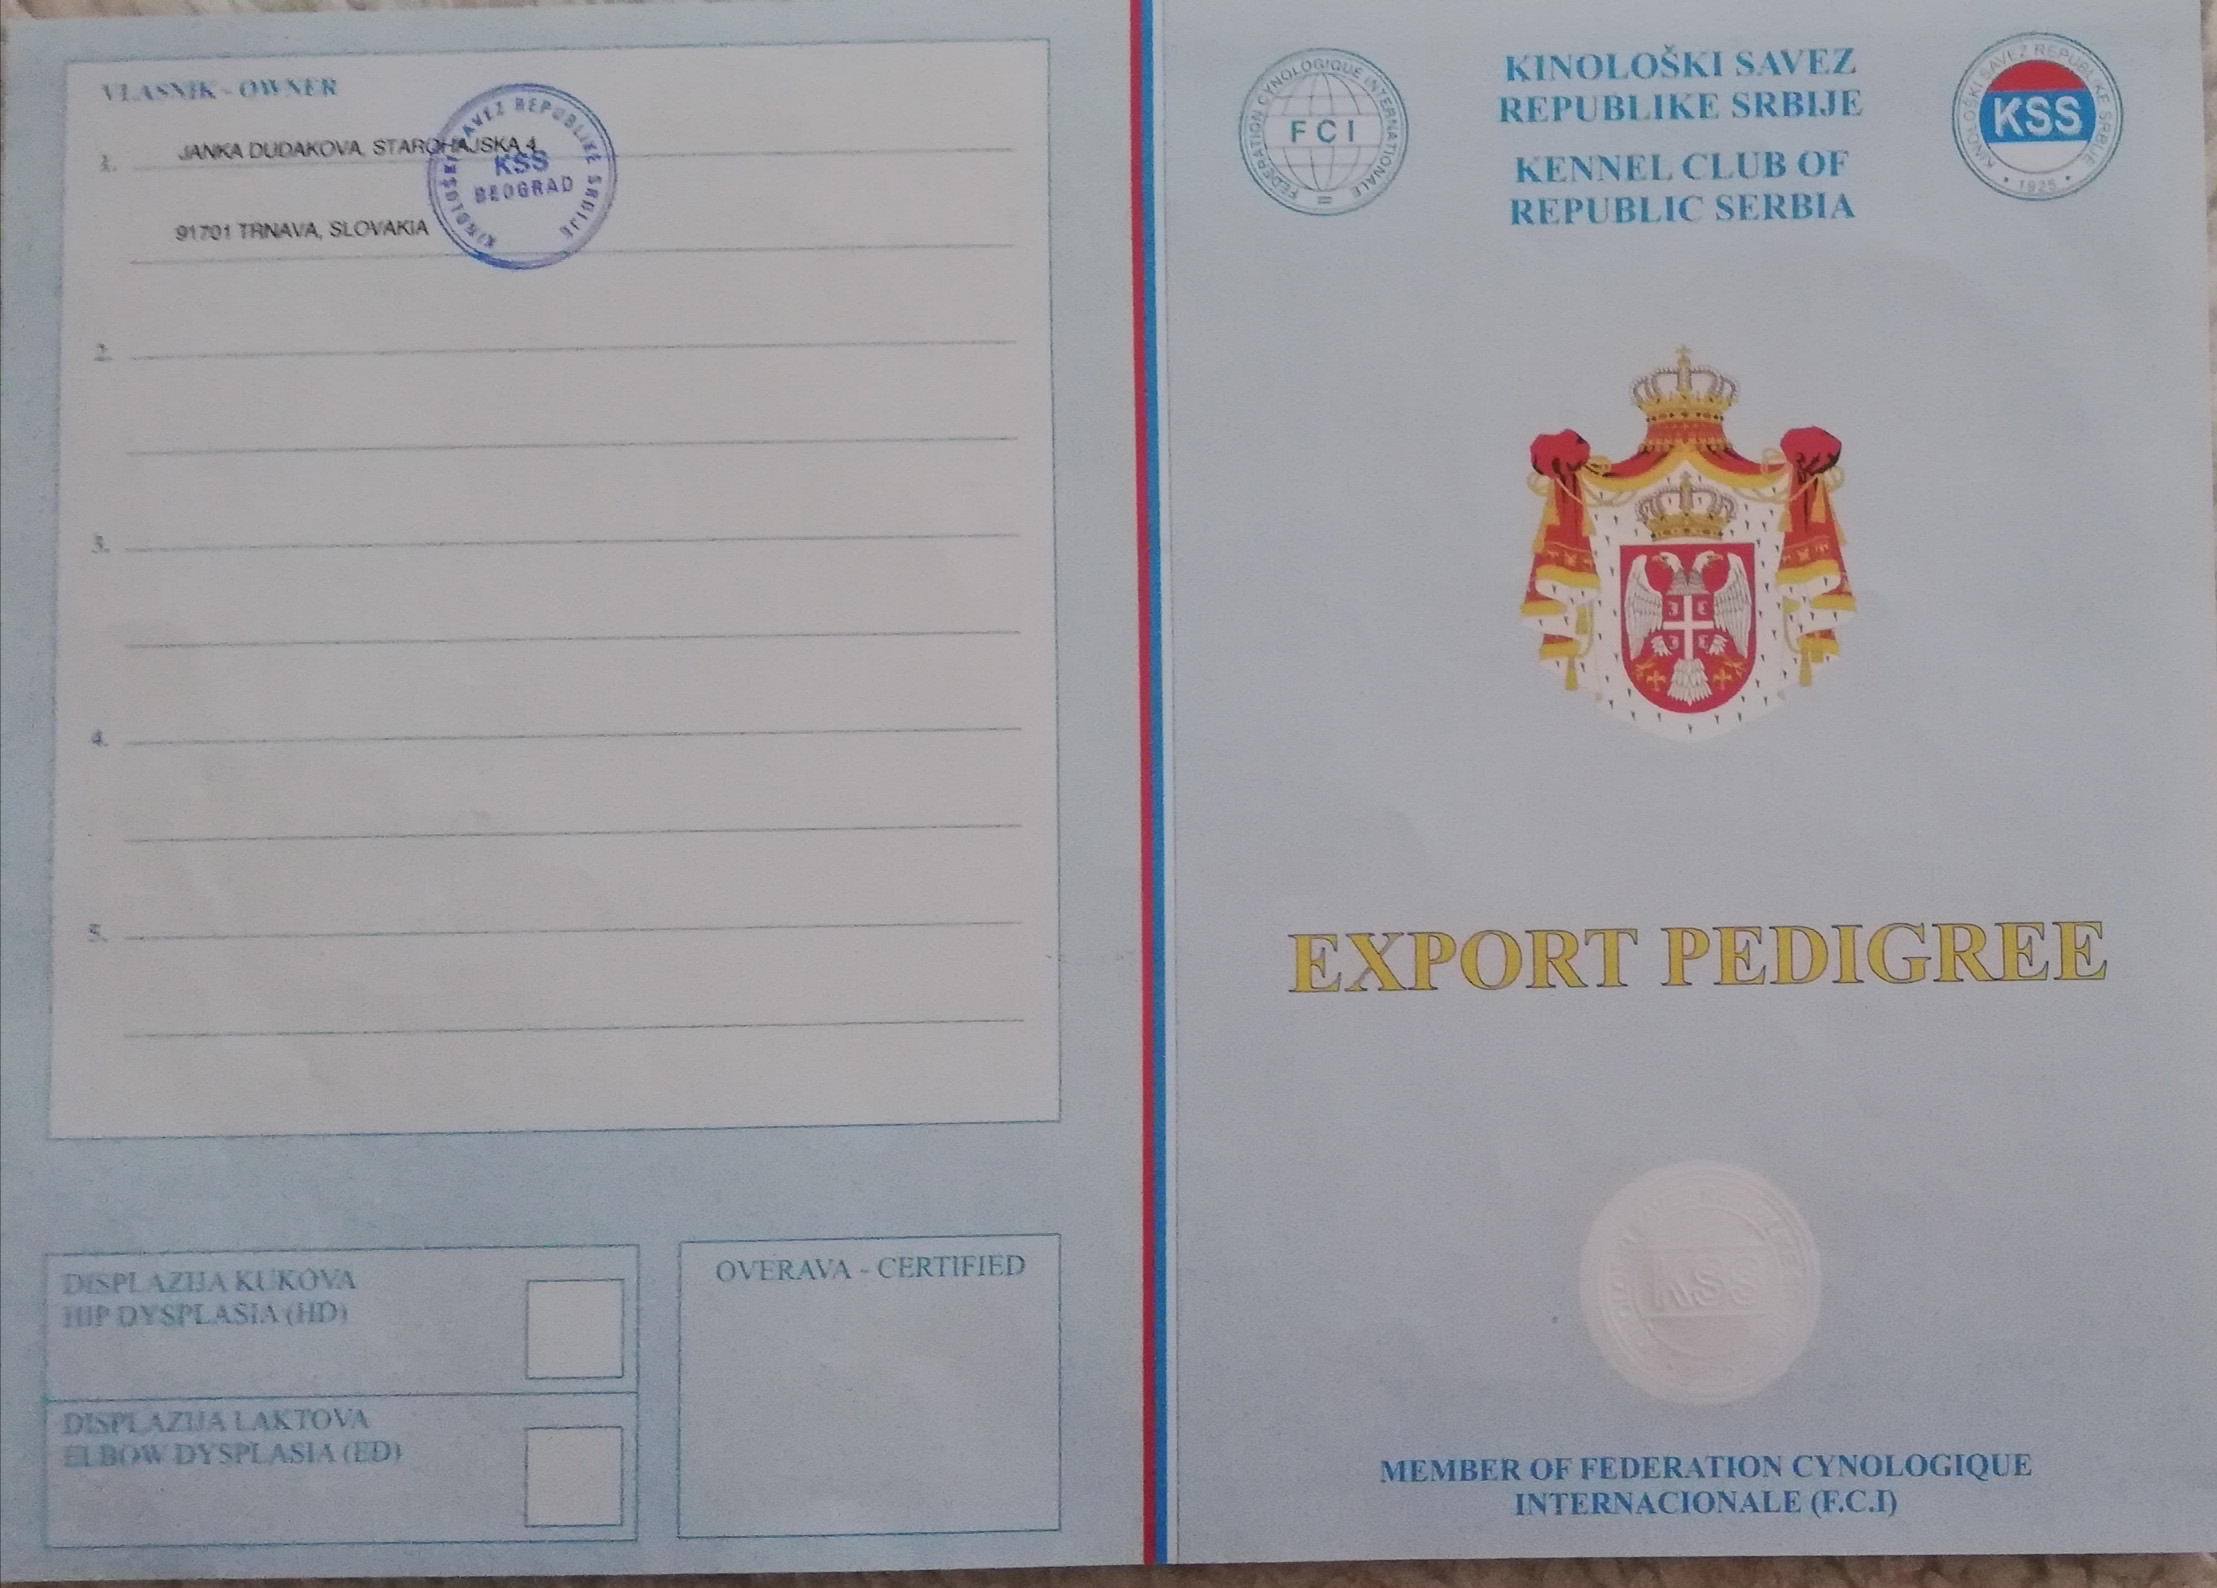 VLASNIK - OWNER
1. JANKA DUDAKOVA, STAROHAJSKA 4
91701 TRNAVA, SLOVAKIA
KINOLOŠKI SAVEZ REPUBLIKE SRBIJE
KSS
BEOGRAD
2.
3.
4.
5.
DISPLAZIJA KUKOVA
HIP DYSPLASIA (HD)
DISPLAZIJA LAKTOVA
ELBOW DYSPLASIA (ED)
OVERAVA - CERTIFIED
FEDERATION CYNOLOGIQUE INTERNATIONALE
FCI
KINOLOŠKI SAVEZ
REPUBLIKE SRBIJE
KENNEL CLUB OF
REPUBLIC SERBIA
KINOLOŠKI SAVEZ REPUBLIKE SRBIJE
KSS
• 1925 •
EXPORT PEDIGREE
KSS
MEMBER OF FEDERATION CYNOLOGIQUE
INTERNACIONALE (F.C.I)